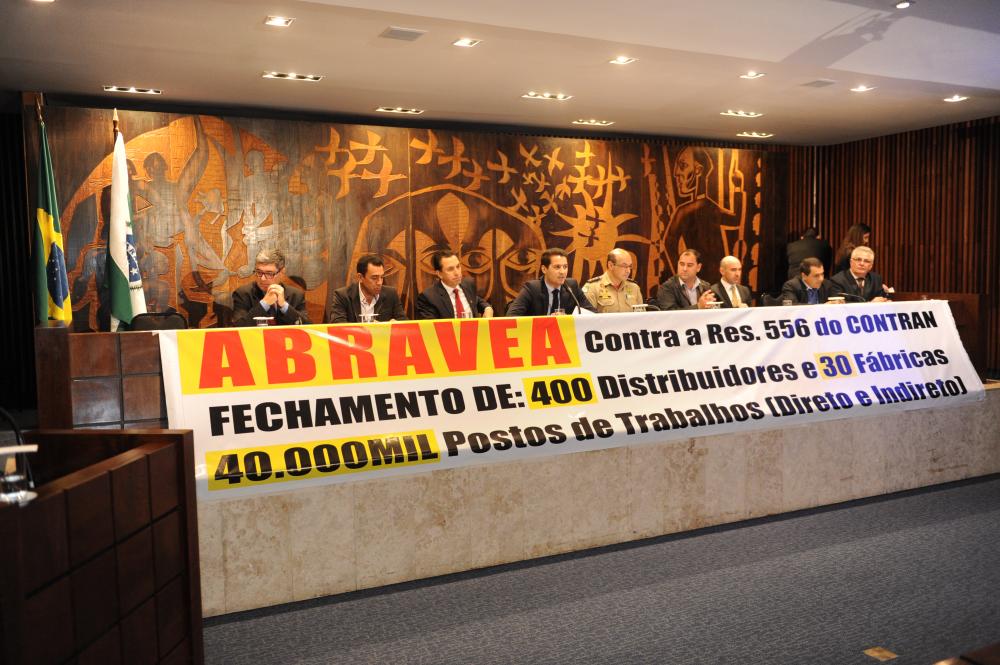 ABRAVEA Contra a Res. 556 do CONTRAN
FECHAMENTO DE: 400 Distribuidores e 30 Fábricas
40.000MIL Postos de Trabalhos (Direto e Indireto)